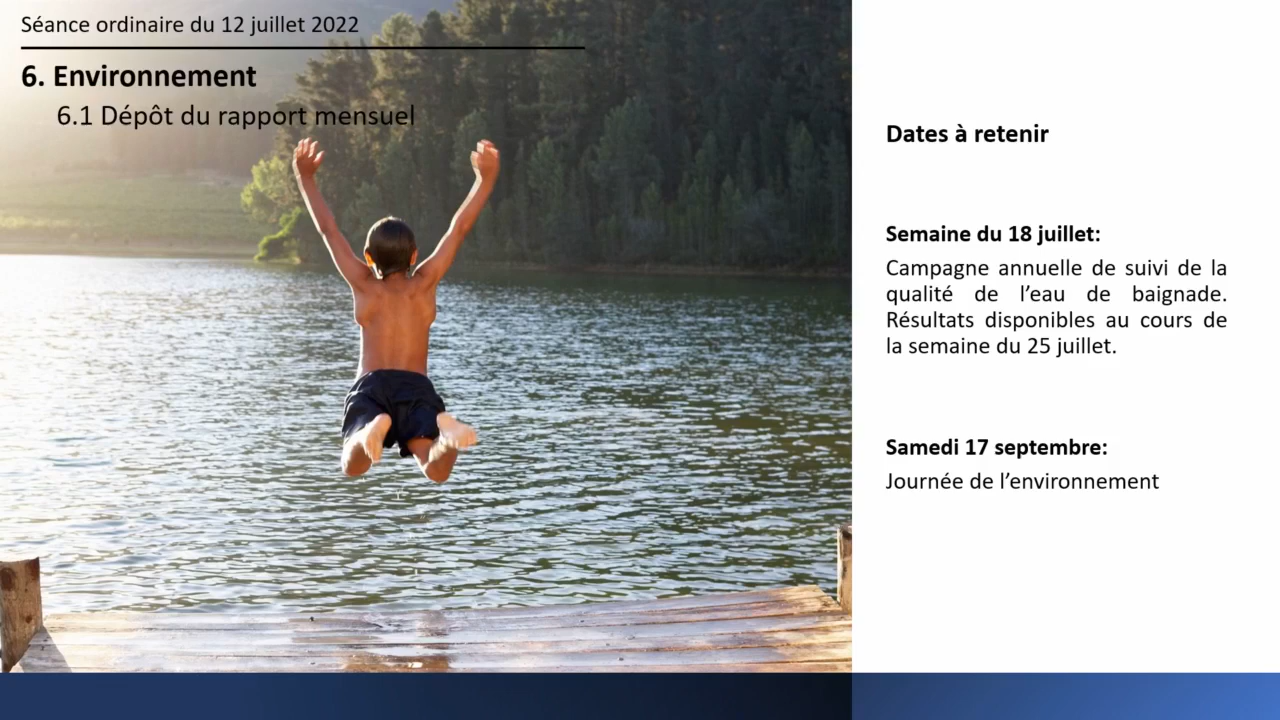 Séance ordinaire du 12 juillet 2022
6. Environnement
6.1 Dépôt du rapport mensuel
Dates à retenir
Semaine du 18 juillet:
Campagne annuelle de suivi de la
qualité de l’eau de baignade.
Résultats disponibles au cours de
la semaine du 25 juillet.
Samedi 17 septembre:
Journée de l’environnement